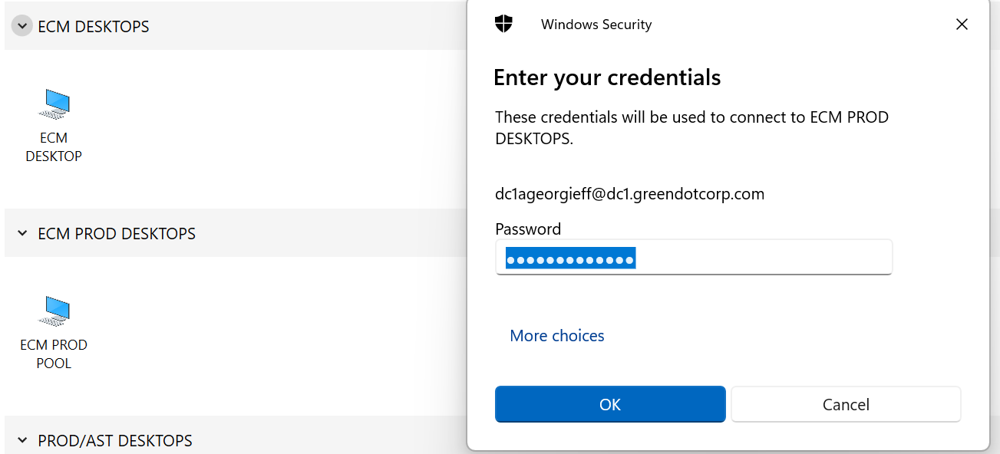 ECM DESKTOPS
ECM
DESKTOP
ECM PROD DESKTOPS
ECM PROD
POOL
PROD/AST DESKTOPS
Windows Security
Enter your credentials
These credentials will be used to connect to ECM PROD
DESKTOPS.
dc1ageorgieff@dc1.greendotcorp.com
Password
More choices
OK
Cancel